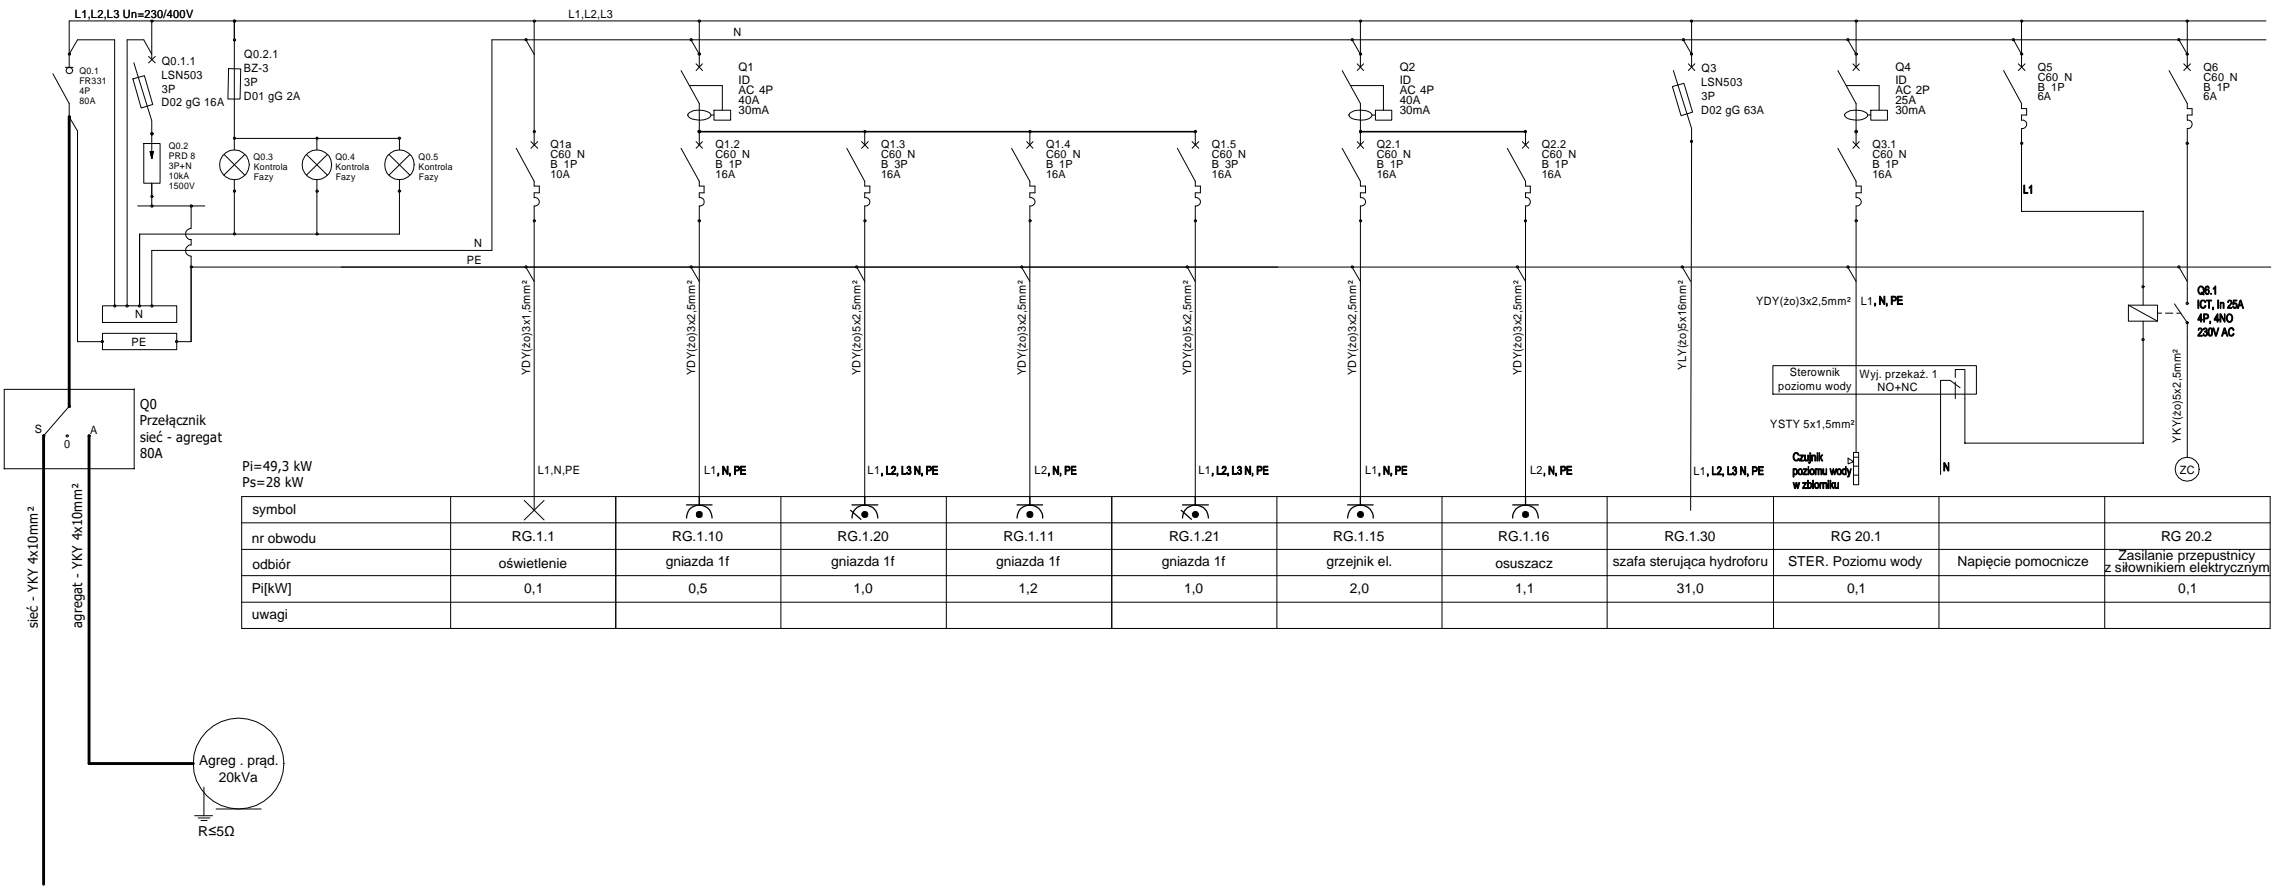 L1,L2,L3 Un=230/400V
L1,L2,L3
N
Q0.1
FR331
4P
80A
Q0.1.1
LSN503
3P
D02 gG 16A
Q0.2.1
BZ-3
3P
D01 gG 2A
Q0.2
PRD 8
3P+N
10kA
1500V
Q0.3
Kontrola
Fazy
Q0.4
Kontrola
Fazy
Q0.5
Kontrola
Fazy
Q1
ID
AC 4P
40A
30mA
Q2
ID
AC 4P
40A
30mA
Q3
LSN503
3P
D02 gG 63A
Q4
ID
AC 2P
25A
30mA
Q5
C60 N
B 1P
6A
Q6
C60 N
B 1P
6A
Q1a
C60 N
B 1P
10A
Q1.2
C60 N
B 1P
16A
Q1.3
C60 N
B 3P
16A
Q1.4
C60 N
B 1P
16A
Q1.5
C60 N
B 3P
16A
Q2.1
C60 N
B 1P
16A
Q2.2
C60 N
B 1P
16A
Q3.1
C60 N
B 1P
16A
L1
N
PE
N
PE
YDY(żo)3x1,5mm²
YDY(żo)3x2,5mm²
YDY(żo)5x2,5mm²
YDY(żo)3x2,5mm²
YDY(żo)5x2,5mm²
YDY(żo)3x2,5mm²
YDY(żo)3x2,5mm²
YLY(żo)5x16mm²
YDY(żo)3x2,5mm²
L1, N, PE
Q6.1
ICT, In 25A
4P, 4NO
230V AC
YKY(żo)5x2,5mm²
Sterownik
poziomu wody
Wyj. przekaź. 1
NO+NC
YSTY 5x1,5mm²
Czujnik
poziomu wody
w zbiorniku
N
ZC
S
0
A
Q0
Przełącznik
sieć - agregat
80A
Pi=49,3 kW
Ps=28 kW
L1,N,PE
L1, N, PE
L1, L2, L3 N, PE
L2, N, PE
L1, L2, L3 N, PE
L1, N, PE
L2, N, PE
L1, L2, L3 N, PE
sieć - YKY 4x10mm²
agregat - YKY 4x10mm²
symbol
nr obwodu RG.1.1 RG.1.10 RG.1.20 RG.1.11 RG.1.21 RG.1.15 RG.1.16 RG.1.30 RG 20.1 RG 20.2
odbiór oświetlenie gniazda 1f gniazda 1f gniazda 1f gniazda 1f grzejnik el. osuszacz szafa sterująca hydroforu STER. Poziomu wody Napięcie pomocnicze Zasilanie przepustnicy
z siłownikiem elektrycznym
Pi[kW] 0,1 0,5 1,0 1,2 1,0 2,0 1,1 31,0 0,1 0,1
uwagi
Agreg . prąd.
20kVa
R≤5Ω